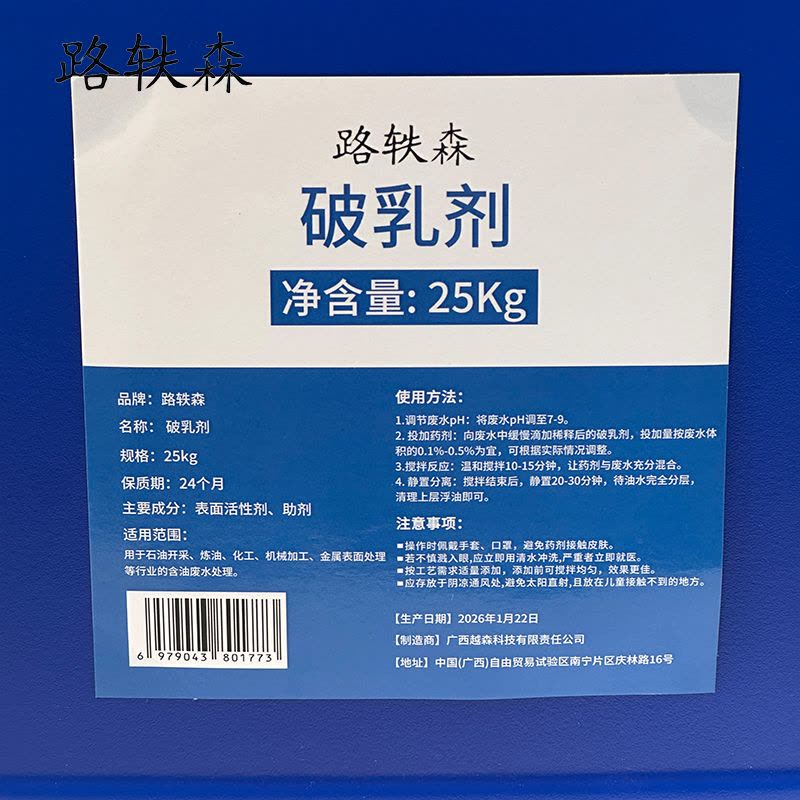 路轶森
路轶森
破乳剂
净含量: 25Kg
品牌：路轶森
名称： 破乳剂
规格：25kg
保质期：24个月
主要成分：表面活性剂、助剂
适用范围：
用于石油开采、炼油、化工、机械加工、金属表面处理
等行业的含油废水处理。
6 979043 801773
使用方法：
1.调节废水pH：将废水pH调至7-9。
2. 投加药剂：向废水中缓慢滴加稀释后的破乳剂，投加量按废水体
积的0.1%-0.5%为宜，可根据实际情况调整。
3.搅拌反应：温和搅拌10-15分钟，让药剂与废水充分混合。
4. 静置分离：搅拌结束后，静置20-30分钟，待油水完全分层，
清理上层浮油即可。
注意事项：
■操作时佩戴手套、口罩，避免药剂接触皮肤。
■若不慎溅入眼,应立即用清水冲洗,严重者立即就医。
■按工艺需求适量添加，添加前可搅拌均匀，效果更佳。
■应存放于阴凉通风处,避免太阳直射,且放在儿童接触不到的地方。
【生产日期】2026年1月22日
【制造商】广西越森科技有限责任公司
【地址】中国(广西)自由贸易试验区南宁片区庆林路16号